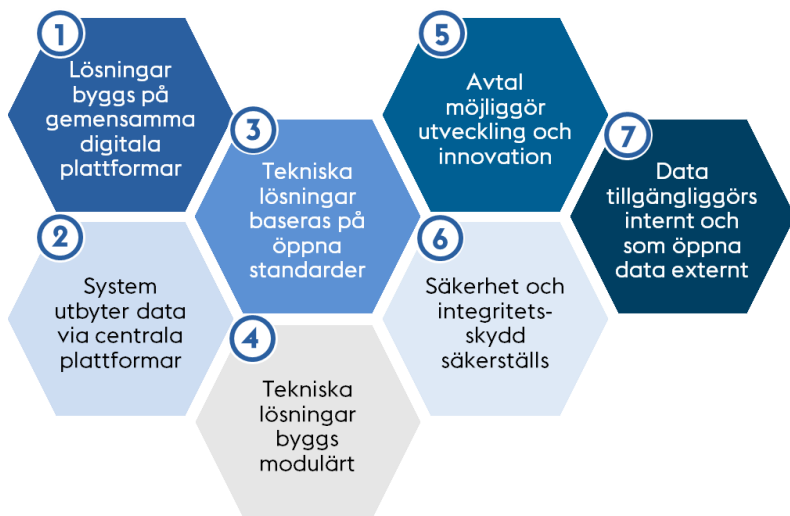 1
Lösningar
byggs på
gemensamma
digitala
plattformar
2
System
utbyter data
via centrala
plattformar
3
Tekniska
lösningar
baseras på
öppna
standarder
4
Tekniska
lösningar
byggs
modulärt
5
Avtal
möjliggör
utveckling och
innovation
6
Säkerhet och
integritets-
skydd
säkerställs
7
Data
tillgängliggörs
internt och
som öppna
data externt